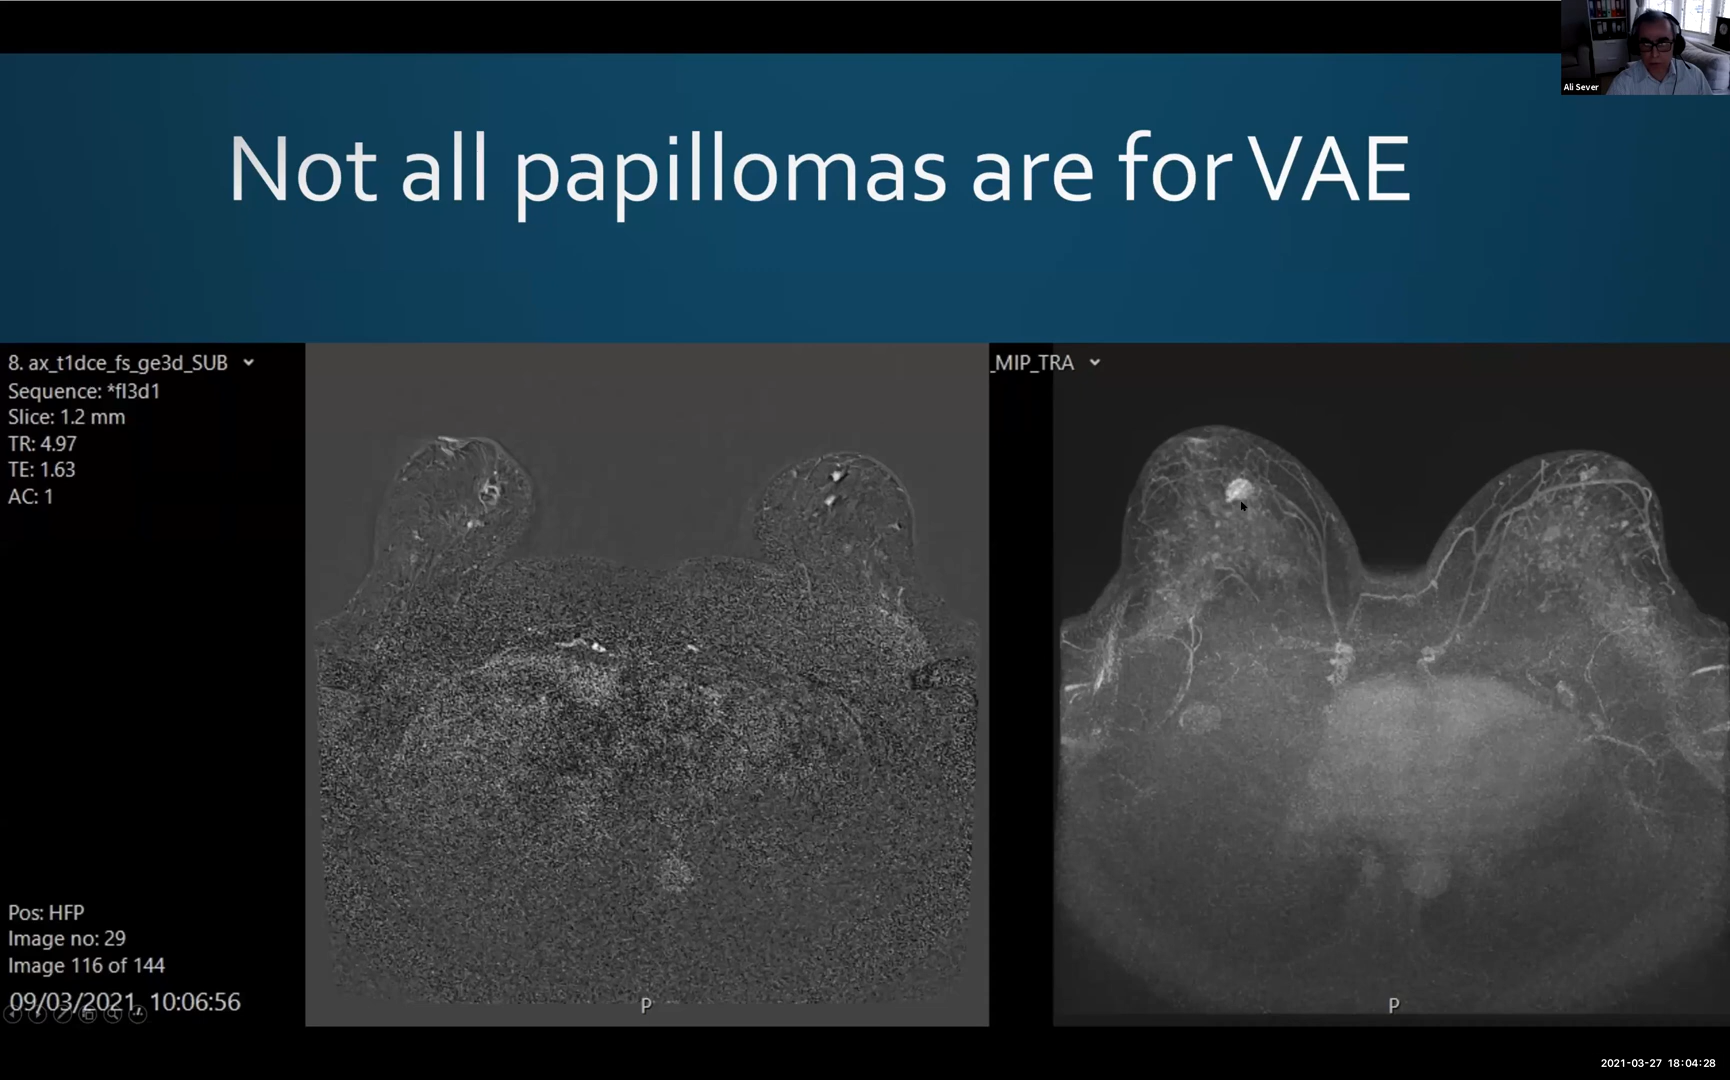 Ali Sever
Not all papillomas are for VAE
8. ax_t1dce_fs_ge3d_SUB
Sequence: *fl3d1
Slice: 1.2 mm
TR: 4.97
TE: 1.63
AC: 1
_MIP_TRA
Pos: HFP
Image no: 29
Image 116 of 144
09/03/2021, 10:06:56
P
P
2021-03-27 18:04:28